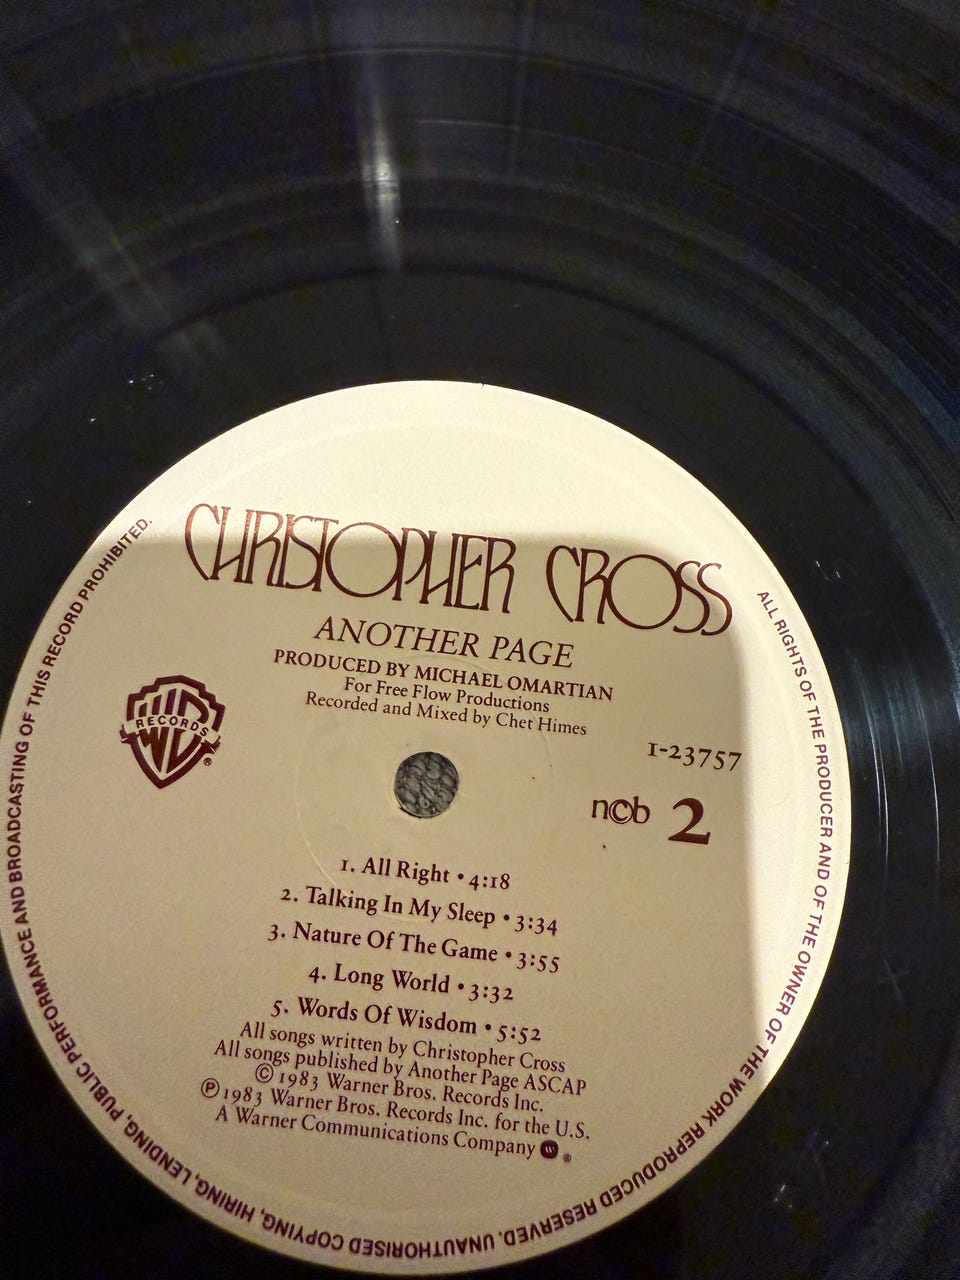 CHRISTOPHER CROSS
ANOTHER PAGE
PRODUCED BY MICHAEL OMARTIAN
For Free Flow Productions
Recorded and Mixed by Chet Himes
WB
RECORDS
®
1-23757
n©b 2
1. All Right • 4:18
2. Talking In My Sleep • 3:34
3. Nature Of The Game • 3:55
4. Long World • 3:32
5. Words Of Wisdom • 5:52
All songs written by Christopher Cross
All songs published by Another Page ASCAP
© 1983 Warner Bros. Records Inc.
℗ 1983 Warner Bros. Records Inc. for the U.S.
A Warner Communications Company W ®
ALL RIGHTS OF THE PRODUCER AND OF THE OWNER OF THE WORK REPRODUCED RESERVED. UNAUTHORISED COPYING, HIRING, LENDING, PUBLIC PERFORMANCE AND BROADCASTING OF THIS RECORD PROHIBITED.